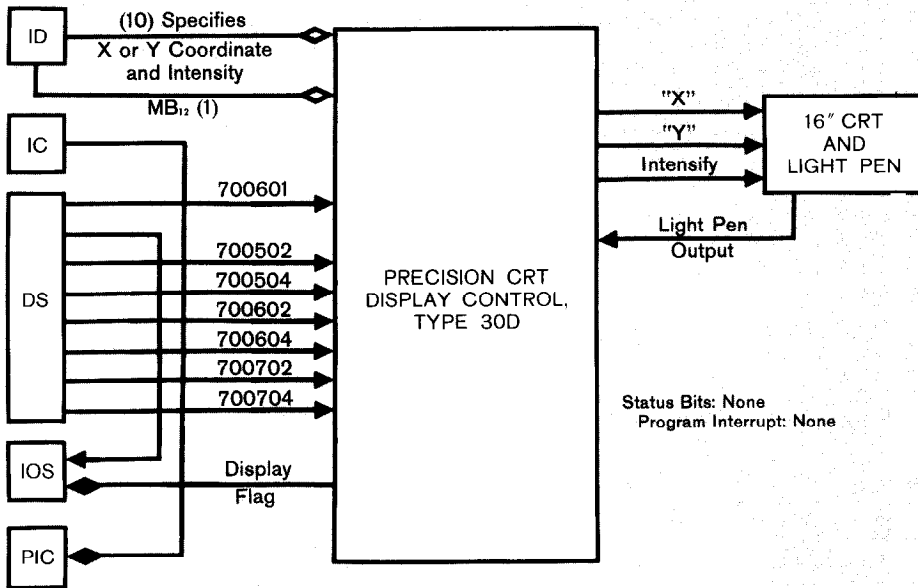 ID
(10) Specifies
X or Y Coordinate
and Intensity
MB₁₂ (1)
IC
DS
700601
700502
700504
700602
700604
700702
700704
IOS
Display
Flag
PIC
PRECISION CRT
DISPLAY CONTROL,
TYPE 30D
"X"
"Y"
Intensify
16" CRT
AND
LIGHT PEN
Light Pen
Output
Status Bits: None
Program Interrupt: None